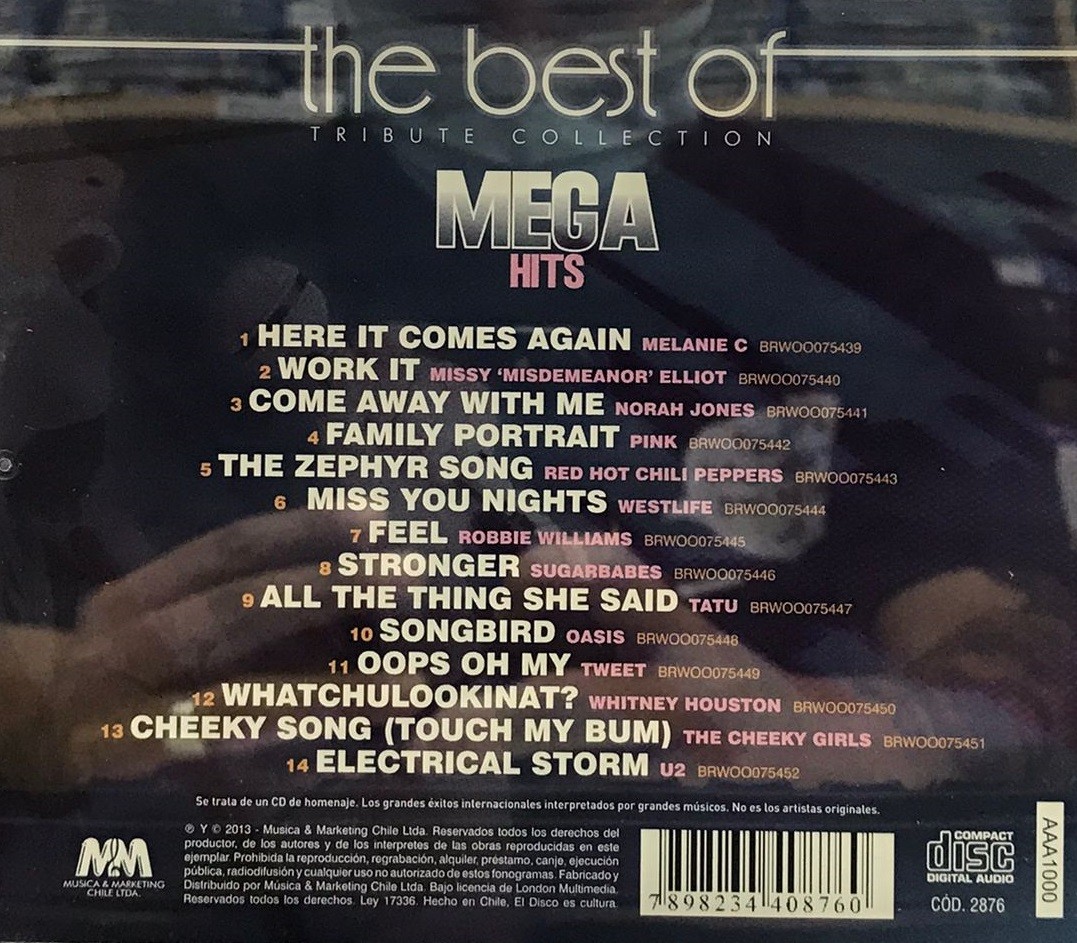 the best of
TRIBUTE COLLECTION
MEGA
HITS
1 HERE IT COMES AGAIN MELANIE C BRWOO075439
2 WORK IT MISSY ‘MISDEMEANOR’ ELLIOT BRWOO075440
3 COME AWAY WITH ME NORAH JONES BRWOO075441
4 FAMILY PORTRAIT PINK BRWOO075442
5 THE ZEPHYR SONG RED HOT CHILI PEPPERS BRWOO075443
6 MISS YOU NIGHTS WESTLIFE BRWOO075444
7 FEEL ROBBIE WILLIAMS BRWOO075445
8 STRONGER SUGARBABES BRWOO075446
9 ALL THE THING SHE SAID TATU BRWOO075447
10 SONGBIRD OASIS BRWOO075448
11 OOPS OH MY TWEET BRWOO075449
12 WHATCHULOOKINAT? WHITNEY HOUSTON BRWOO075450
13 CHEEKY SONG (TOUCH MY BUM) THE CHEEKY GIRLS BRWOO075451
14 ELECTRICAL STORM U2 BRWOO075452
Se trata de un CD de homenaje. Los grandes éxitos internacionales interpretados por grandes músicos. No es los artistas originales.
M&M
MUSICA & MARKETING
CHILE LTDA.
℗ Y © 2013 - Musica & Marketing Chile Ltda. Reservados todos los derechos del
productor, de los autores y de los interpretes de las obras reproducidas en este
ejemplar. Prohibida la reproducción, regrabación, alquiler, préstamo, canje, ejecución
pública, radiodifusión y cualquier uso no autorizado de estos fonogramas. Fabricado y
Distribuido por Música & Marketing Chile Ltda. Bajo licencia de London Multimedia.
Reservados todos los derechos. Ley 17336. Hecho en Chile, El Disco es cultura.
7 898234 408760
COMPACT
disc
DIGITAL AUDIO
CÓD. 2876
AAA1000